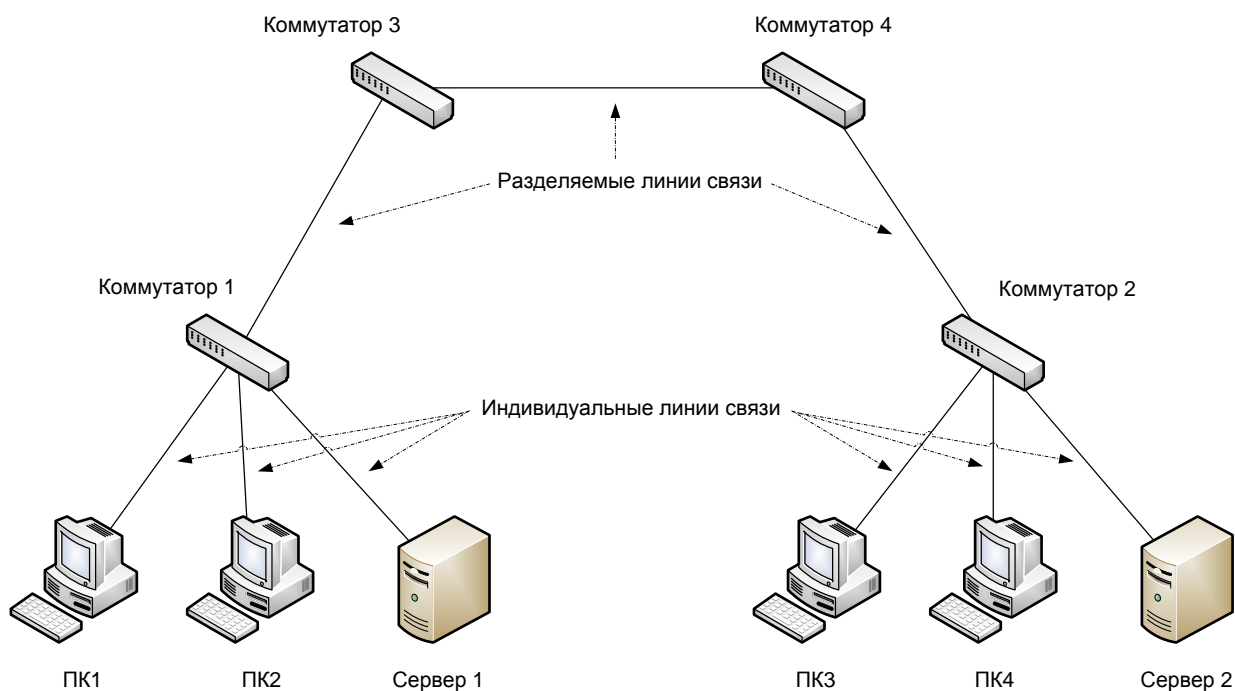 Коммутатор 3
Коммутатор 4
Разделяемые линии связи
Коммутатор 1
Коммутатор 2
Индивидуальные линии связи
ПК1
ПК2
Сервер 1
ПК3
ПК4
Сервер 2